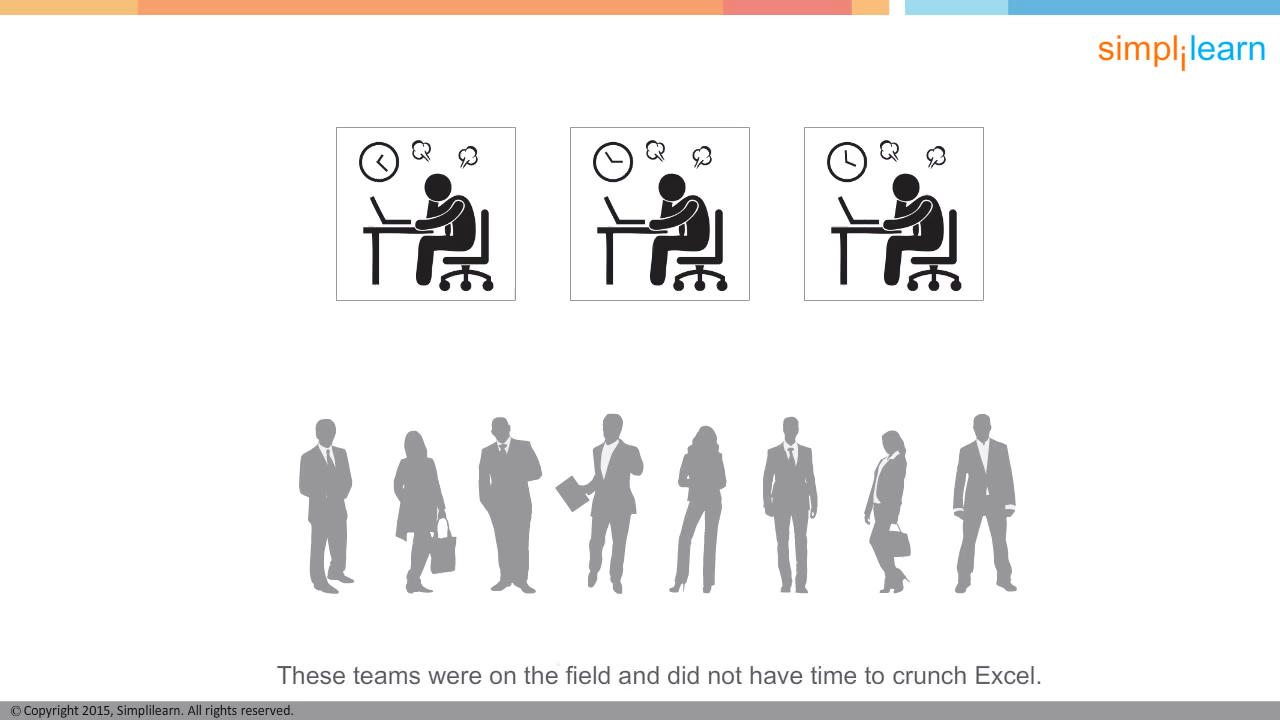 simplilearn
These teams were on the field and did not have time to crunch Excel.
© Copyright 2015, Simplilearn. All rights reserved.